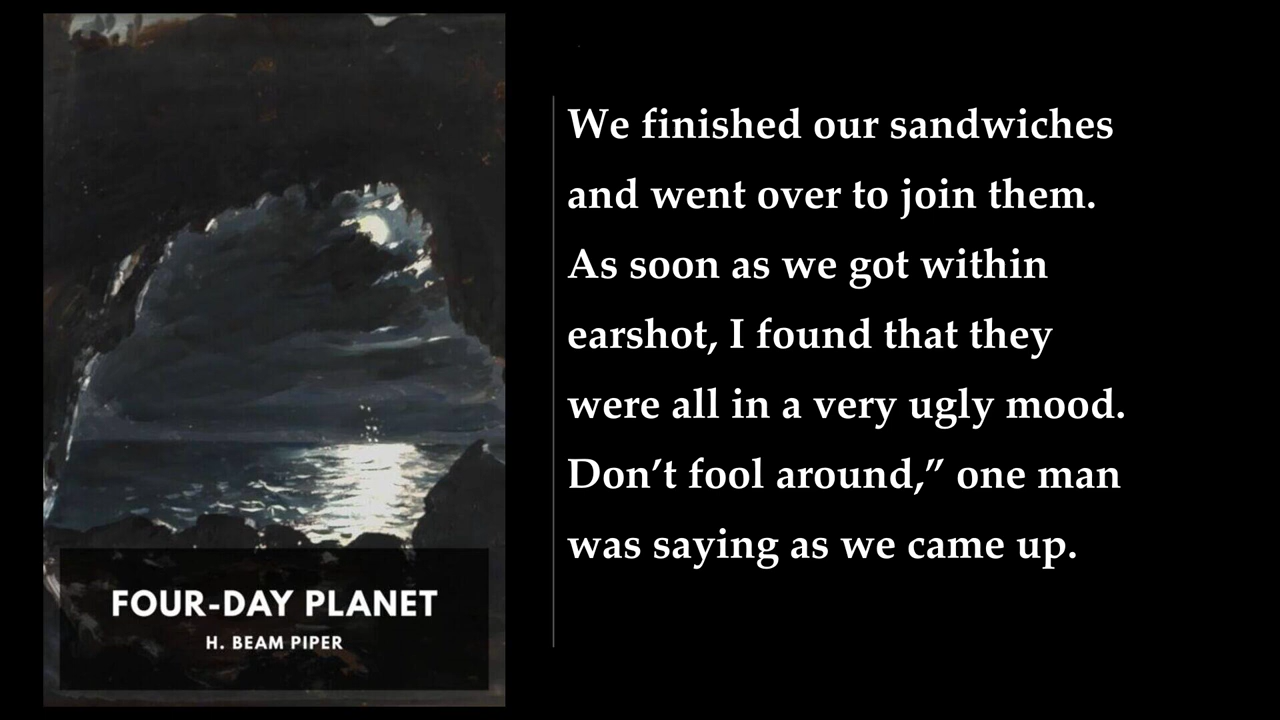 FOUR-DAY PLANET
H. BEAM PIPER
We finished our sandwiches
and went over to join them.
As soon as we got within
earshot, I found that they
were all in a very ugly mood.
Don’t fool around,” one man
was saying as we came up.